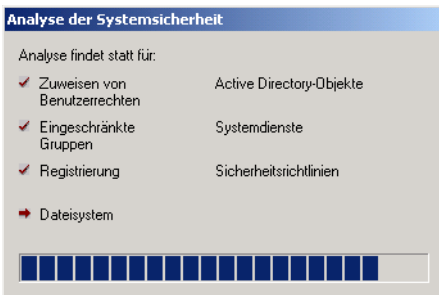 Analyse der Systemsicherheit
Analyse findet statt für:
Zuweisen von
Benutzerrechten
Active Directory-Objekte
Eingeschränkte
Gruppen
Systemdienste
Registrierung
Sicherheitsrichtlinien
Dateisystem